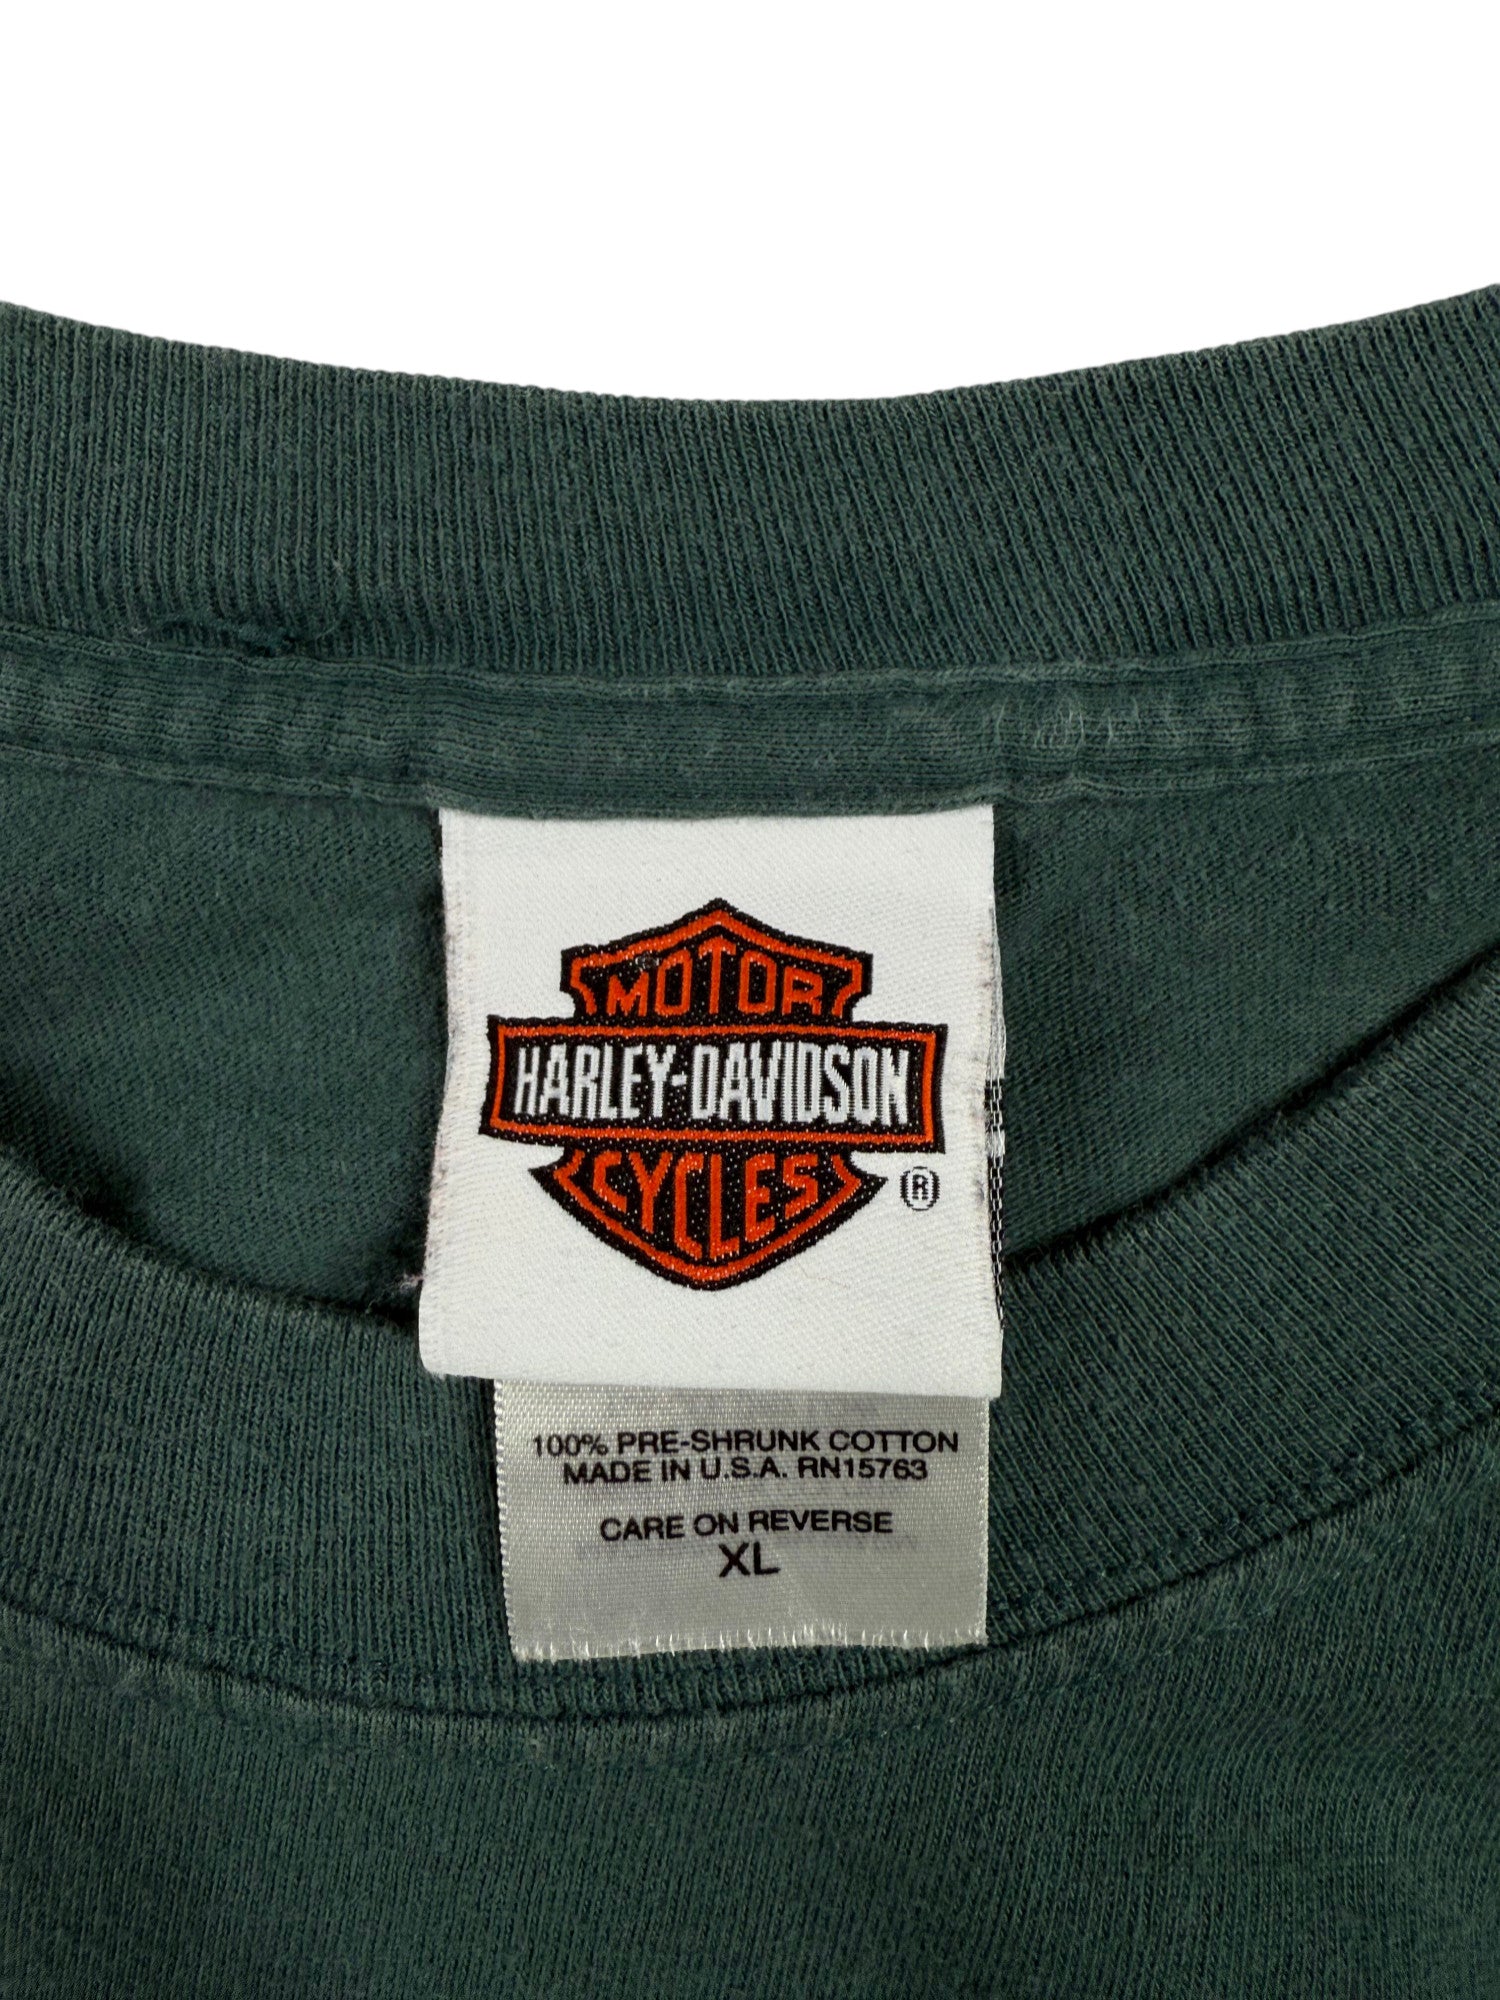 MOTOR
HARLEY-DAVIDSON
CYCLES
®
100% PRE-SHRUNK COTTON
MADE IN U.S.A. RN15763
CARE ON REVERSE
XL